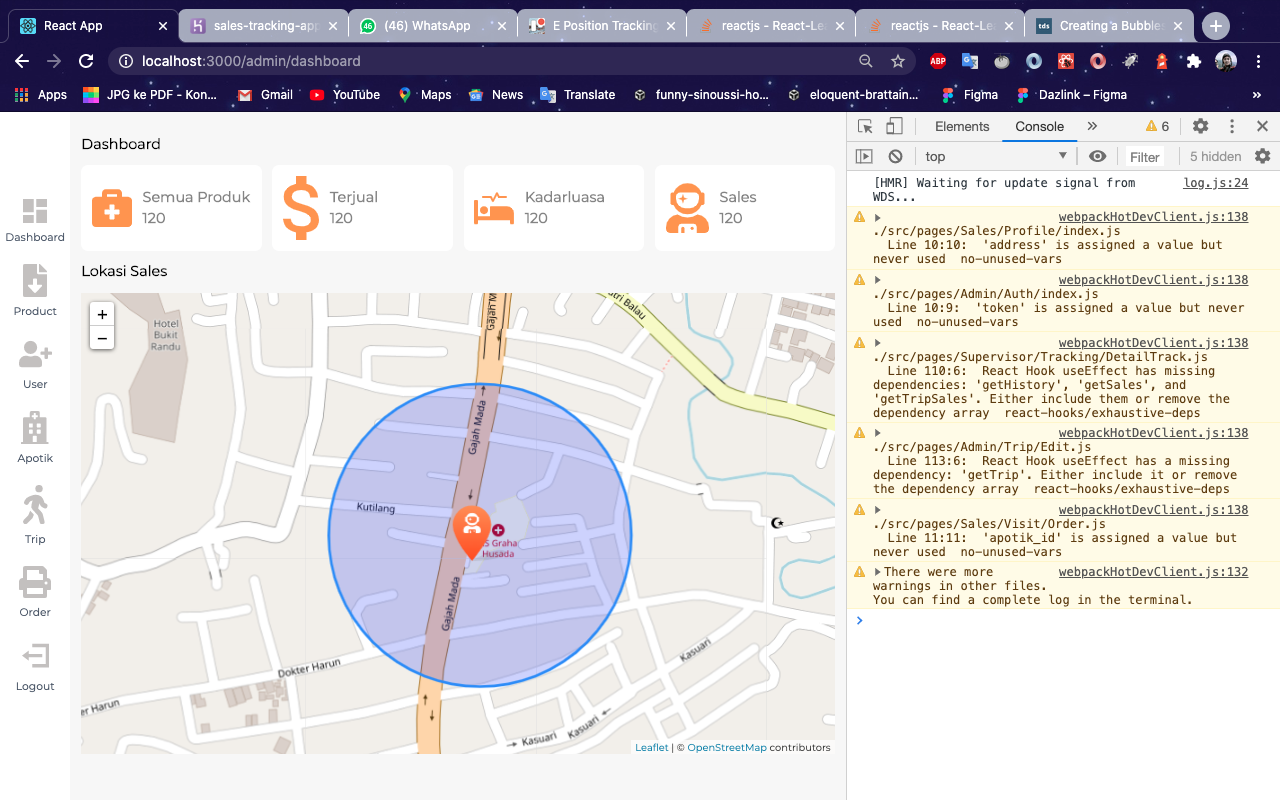 React App
sales-tracking-app
(46) WhatsApp
E Position Tracking
reactjs - React-Le
reactjs - React-Le
Creating a Bubble
localhost:3000/admin/dashboard
Apps
JPG ke PDF - Kon...
Gmail
YouTube
Maps
News
Translate
funny-sinoussi-ho...
eloquent-brattain...
Figma
Dazlink – Figma
»
Dashboard
Semua Produk
120
Terjual
120
Kadarluasa
120
Sales
120
Lokasi Sales
Dashboard
Product
User
Apotik
Trip
Order
Logout
+
−
Hotel
Bukit
Randu
Gajah M
tri Balau
Gajah Mada
Kutilang
S Graha
Husada
Gajah Mada
Dokter Harun
ter Harun
Kasuari
Kasuari
Kasuari
Leaflet | © OpenStreetMap contributors
Elements
Console
»
6
top
Filter
5 hidden
[HMR] Waiting for update signal from log.js:24
WDS...
webpackHotDevClient.js:138
./src/pages/Sales/Profile/index.js
Line 10:10: 'address' is assigned a value but
never used no-unused-vars
webpackHotDevClient.js:138
./src/pages/Admin/Auth/index.js
Line 10:9: 'token' is assigned a value but never
used no-unused-vars
webpackHotDevClient.js:138
./src/pages/Supervisor/Tracking/DetailTrack.js
Line 110:6: React Hook useEffect has missing
dependencies: 'getHistory', 'getSales', and
'getTripSales'. Either include them or remove the
dependency array react-hooks/exhaustive-deps
webpackHotDevClient.js:138
./src/pages/Admin/Trip/Edit.js
Line 113:6: React Hook useEffect has a missing
dependency: 'getTrip'. Either include it or remove
the dependency array react-hooks/exhaustive-deps
webpackHotDevClient.js:138
./src/pages/Sales/Visit/Order.js
Line 11:11: 'apotik_id' is assigned a value but
never used no-unused-vars
There were more webpackHotDevClient.js:132
warnings in other files.
You can find a complete log in the terminal.